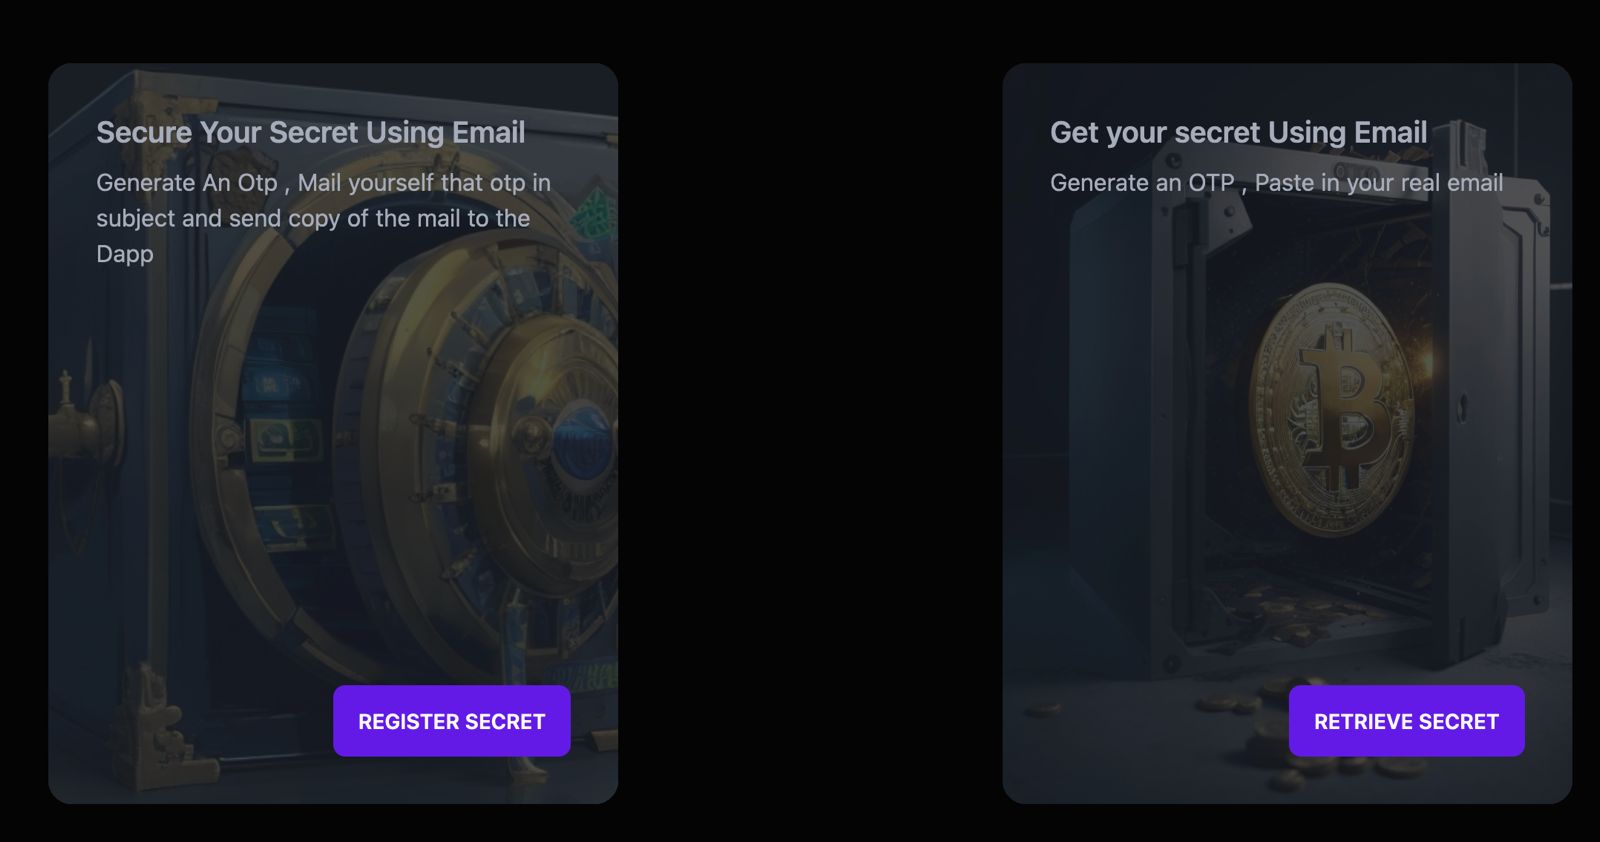 Secure Your Secret Using Email
Generate An Otp , Mail yourself that otp in
subject and send copy of the mail to the
Dapp
REGISTER SECRET
Get your secret Using Email
Generate an OTP , Paste in your real email
RETRIEVE SECRET